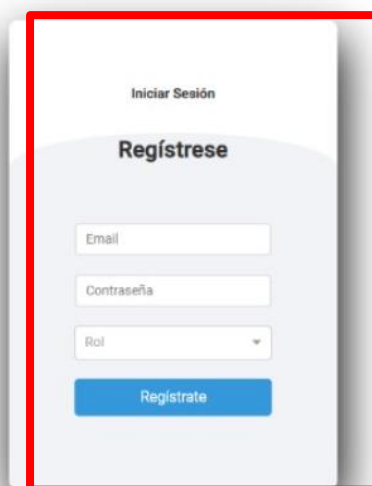 Iniciar Sesión
Regístrese
Email
Contraseña
Rol
Regístrate